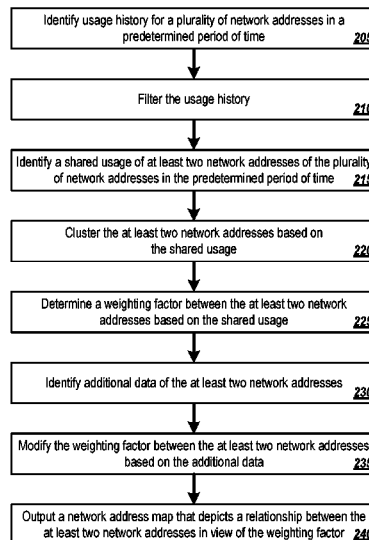 Identify usage history for a plurality of network addresses in a
predetermined period of time
205
Filter the usage history
210
Identify a shared usage of at least two network addresses of the plurality
of network addresses in the predetermined period of time
215
Cluster the at least two network addresses based on
the shared usage
220
Determine a weighting factor between the at least two network
addresses based on the shared usage
225
Identify additional data of the at least two network addresses
230
Modify the weighting factor between the at least two network addresses
based on the additional data
235
Output a network address map that depicts a relationship between the
at least two network addresses in view of the weighting factor
240